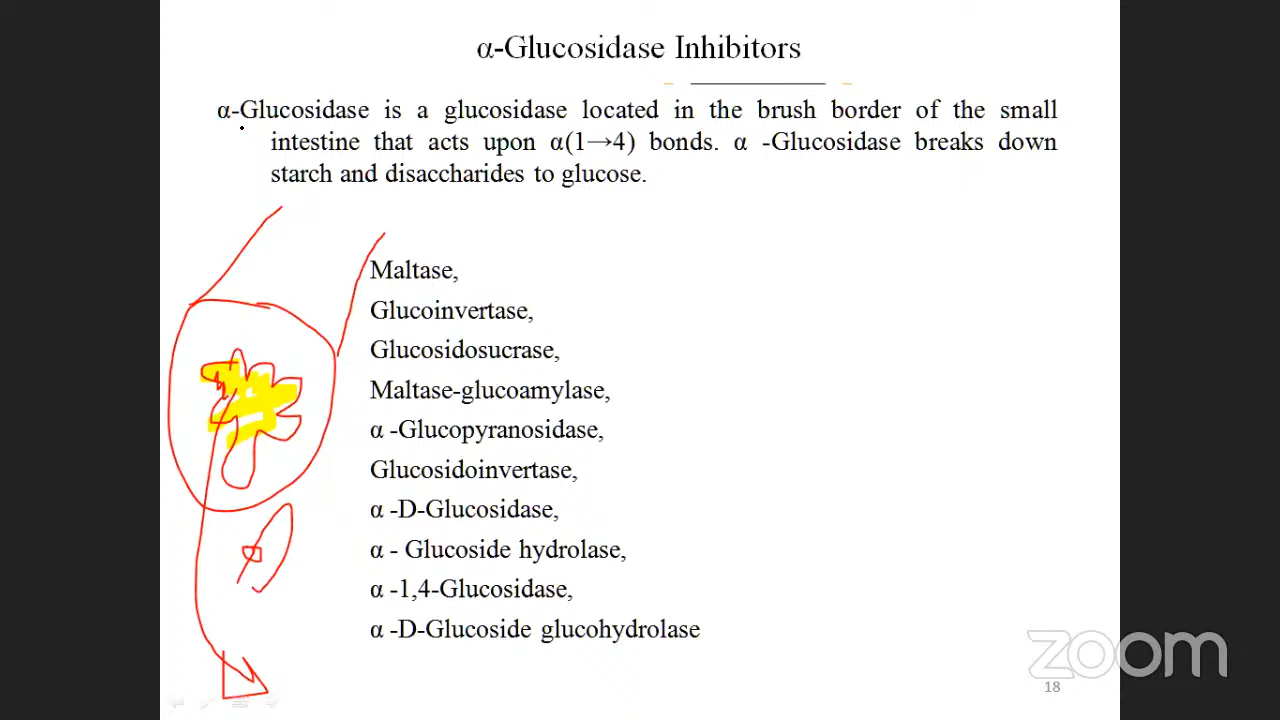 α-Glucosidase Inhibitors
α-Glucosidase is a glucosidase located in the brush border of the small
intestine that acts upon α(1→4) bonds. α -Glucosidase breaks down
starch and disaccharides to glucose.
Maltase,
Glucoinvertase,
Glucosidosucrase,
Maltase-glucoamylase,
α -Glucopyranosidase,
Glucosidoinvertase,
α -D-Glucosidase,
α - Glucoside hydrolase,
α -1,4-Glucosidase,
α -D-Glucoside glucohydrolase
zoom
18